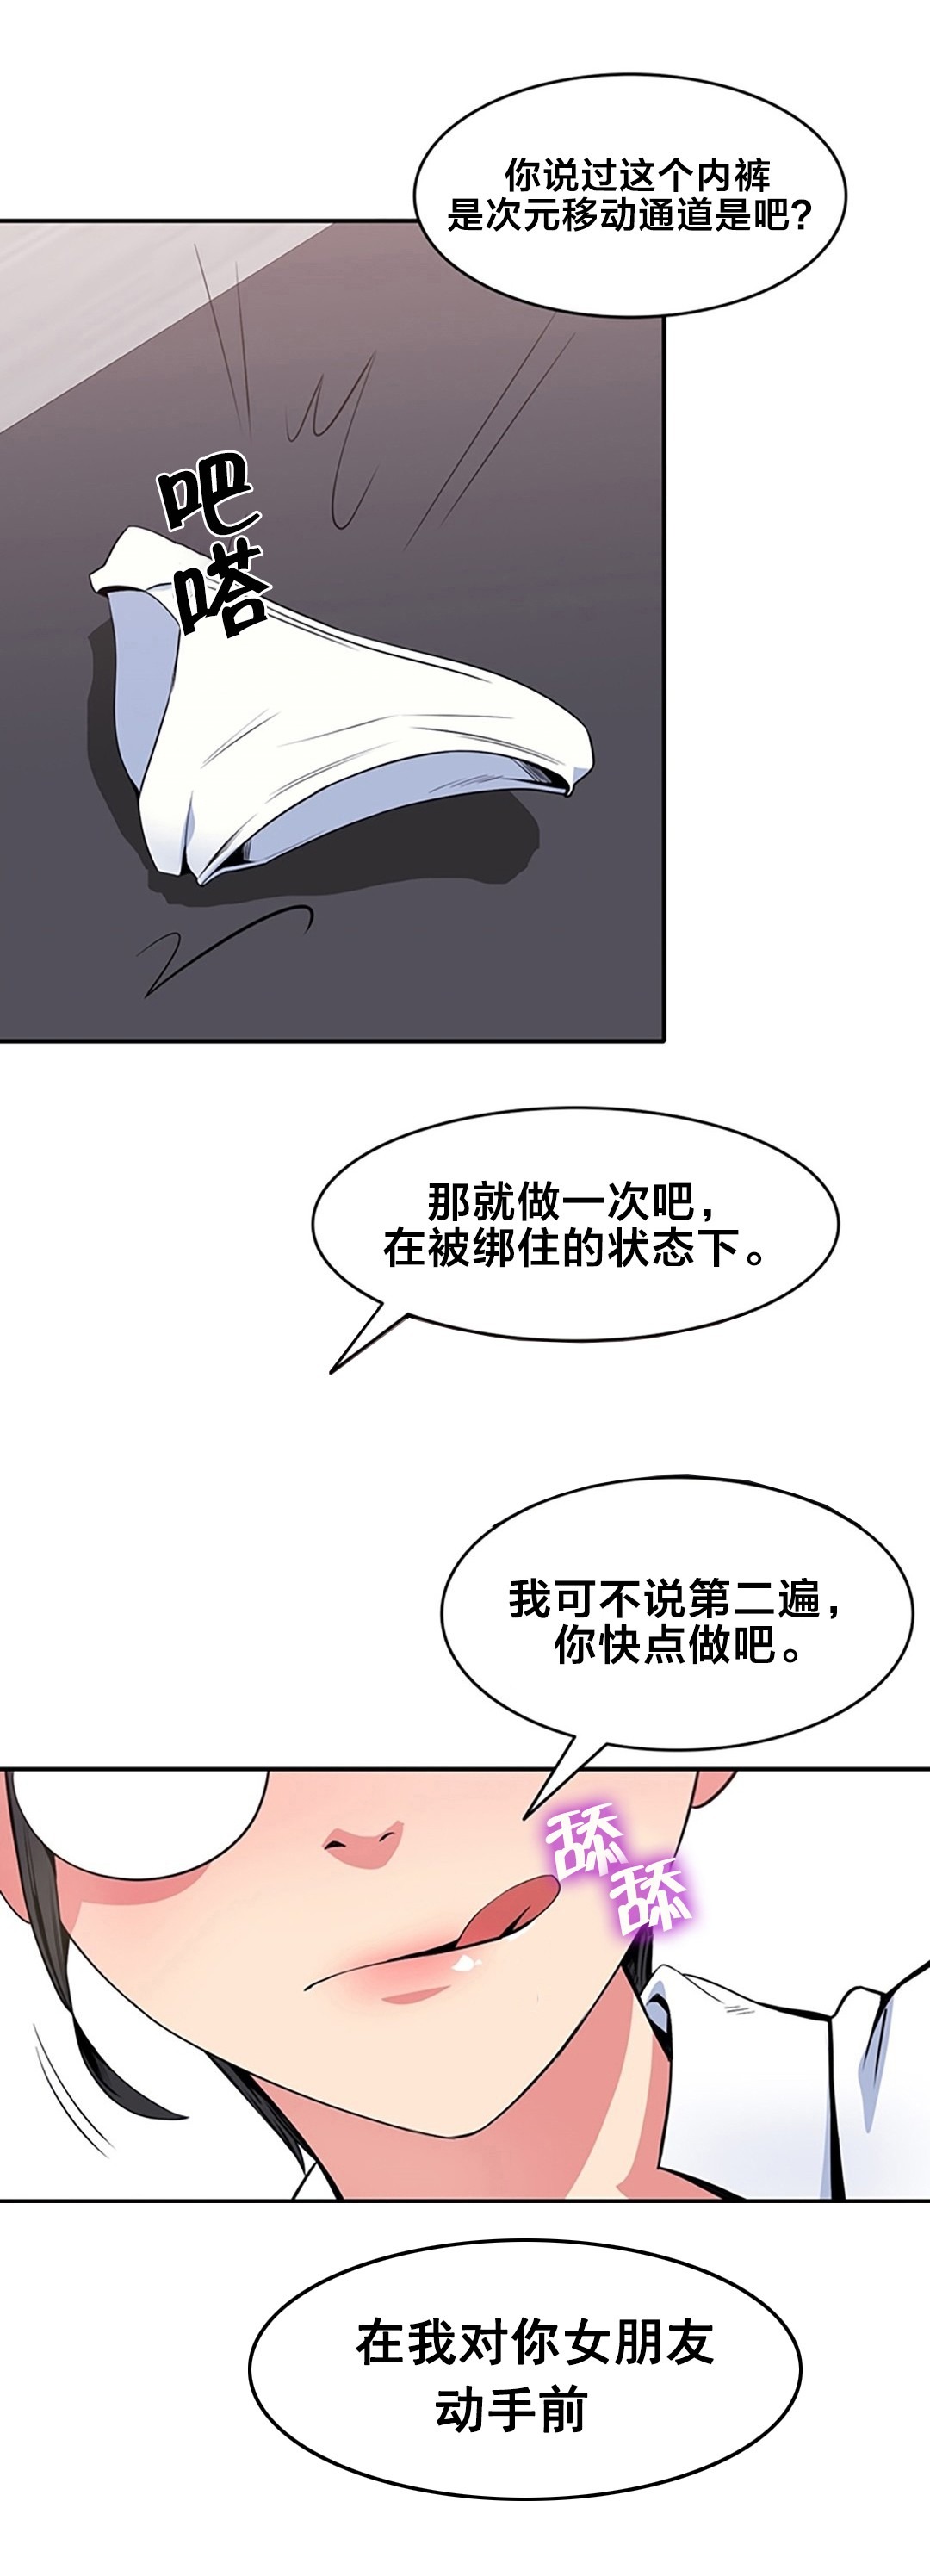 你说过这个内裤
是次元移动通道是吧?
吧
嗒
那就做一次吧，
在被绑住的状态下。
我可不说第二遍，
你快点做吧。
舔
舔
在我对你女朋友
动手前